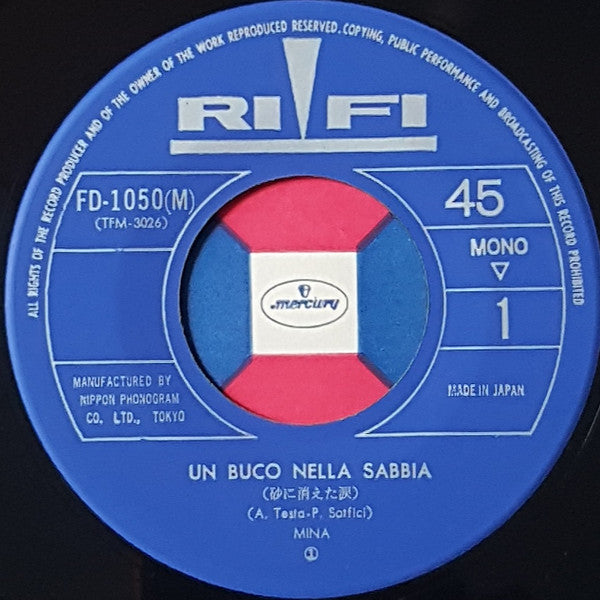 ALL RIGHTS OF THE RECORD PRODUCER AND OF THE OWNER OF THE WORK REPRODUCED RESERVED. COPYING, PUBLIC PERFORMANCE AND BROADCASTING OF THIS RECORD PROHIBITED
RI FI
FD-1050(M)
(TFM-3026)
45
MONO
▽
1
mercury
MANUFACTURED BY
NIPPON PHONOGRAM
CO. LTD., TOKYO
MADE IN JAPAN
UN BUCO NELLA SABBIA
(砂に消えた涙)
(A. Testa-P. Soffici)
MINA
①